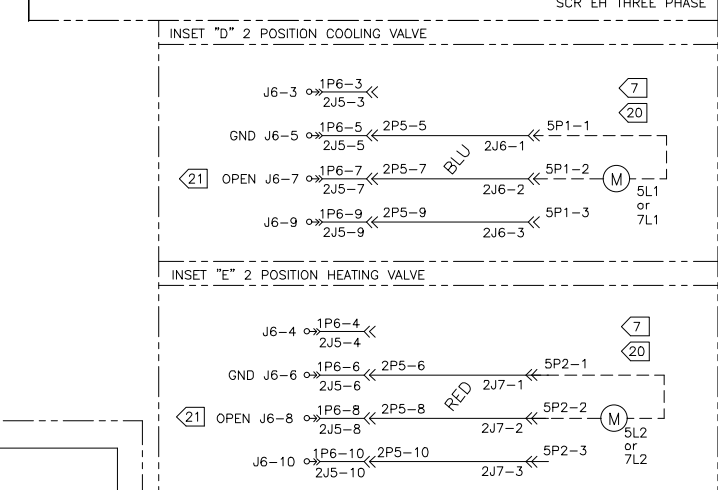 SCR EH THREE PHASE
INSET "D" 2 POSITION COOLING VALVE
J6-3 1P6-3
2J5-3
7
20
GND J6-5 1P6-5 2P5-5 5P1-1
2J5-5 BLU 2J6-1
21 OPEN J6-7 1P6-7 2P5-7 5P1-2 M
2J5-7 2J6-2 5L1
or
7L1
J6-9 1P6-9 2P5-9 5P1-3
2J5-9 2J6-3
INSET "E" 2 POSITION HEATING VALVE
J6-4 1P6-4
2J5-4
7
20
GND J6-6 1P6-6 2P5-6 5P2-1
2J5-6 RED 2J7-1
21 OPEN J6-8 1P6-8 2P5-8 5P2-2 M
2J5-8 2J7-2 5L2
or
7L2
J6-10 1P6-10 2P5-10 5P2-3
2J5-10 2J7-3